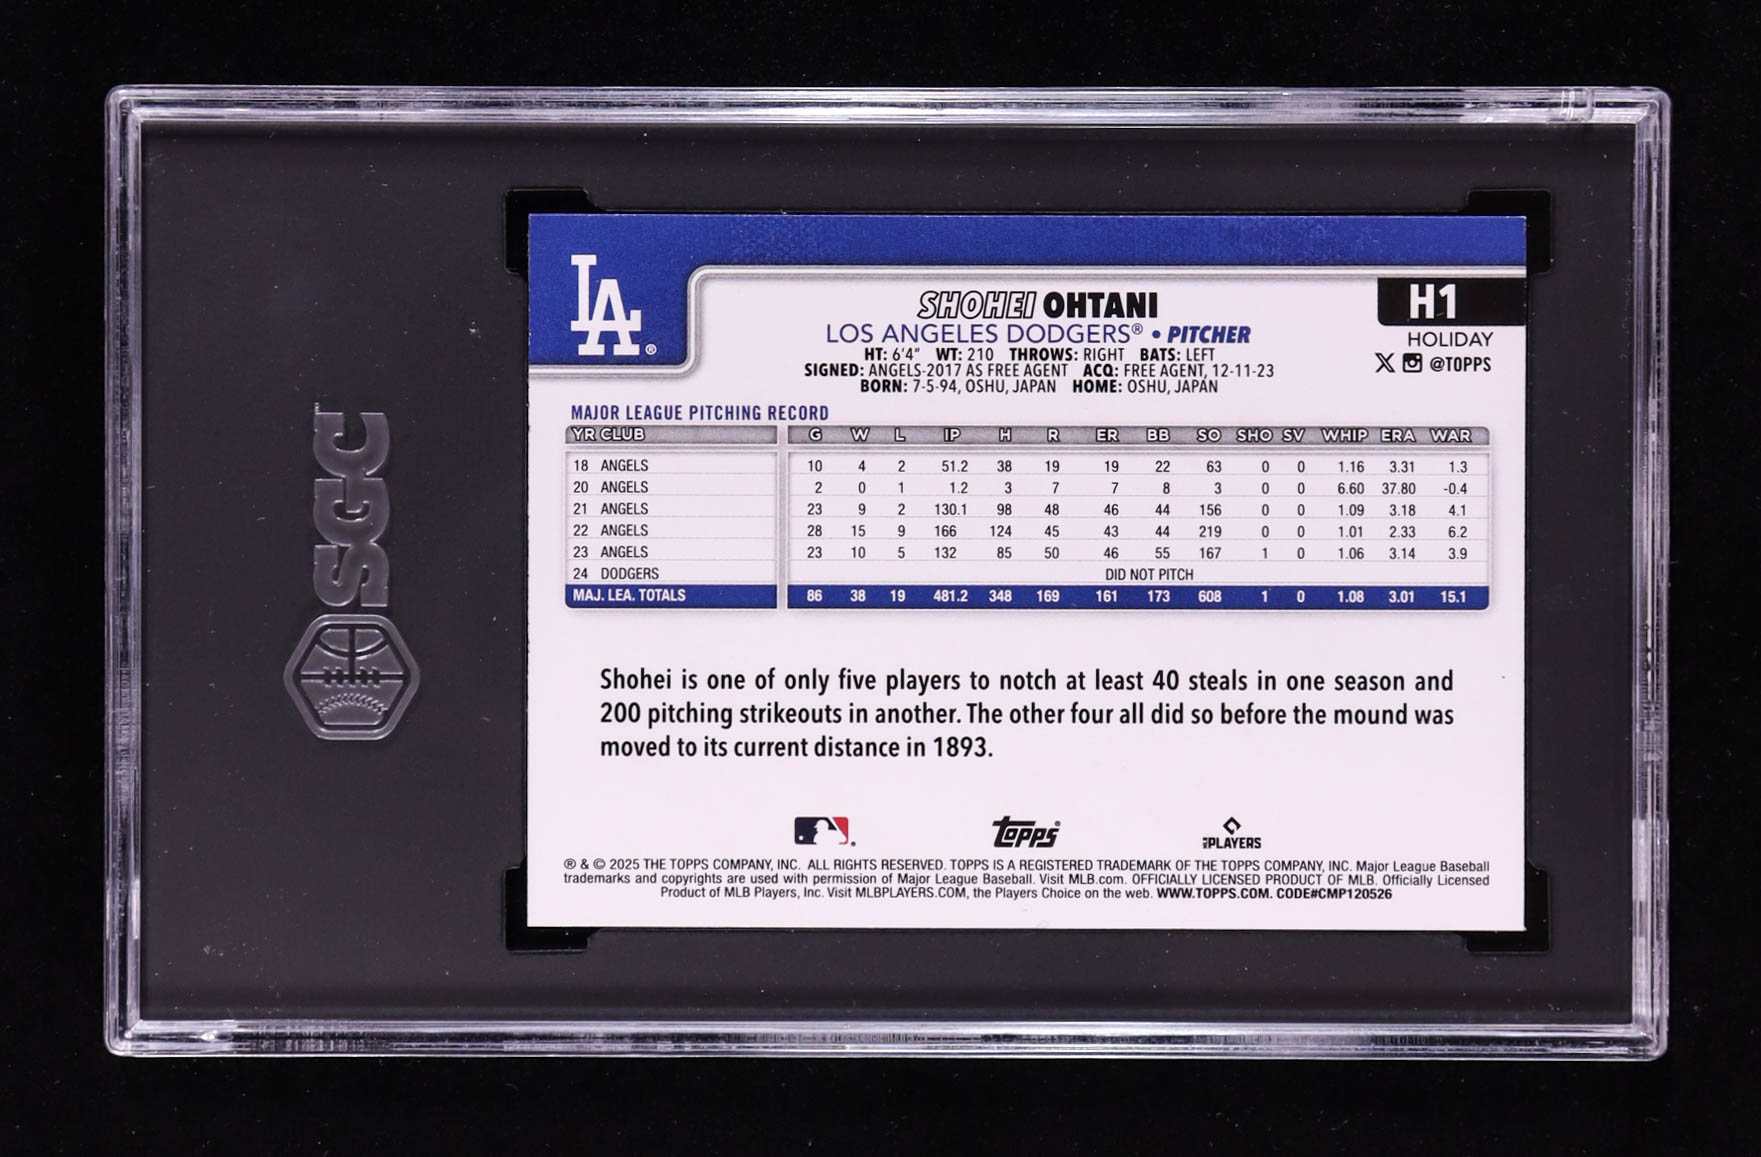 SGC
LA®
SHOHEI OHTANI
LOS ANGELES DODGERS® • PITCHER
HT: 6'4" WT: 210 THROWS: RIGHT BATS: LEFT
SIGNED: ANGELS-2017 AS FREE AGENT ACQ: FREE AGENT, 12-11-23
BORN: 7-5-94, OSHU, JAPAN HOME: OSHU, JAPAN
H1
HOLIDAY
X @TOPPS
MAJOR LEAGUE PITCHING RECORD
YR CLUB G W L IP H R ER BB SO SHO SV WHIP ERA WAR
18 ANGELS 10 4 2 51.2 38 19 19 22 63 0 0 1.16 3.31 1.3
20 ANGELS 2 0 1 1.2 3 7 7 8 3 0 0 6.60 37.80 -0.4
21 ANGELS 23 9 2 130.1 98 48 46 44 156 0 0 1.09 3.18 4.1
22 ANGELS 28 15 9 166 124 45 43 44 219 0 0 1.01 2.33 6.2
23 ANGELS 23 10 5 132 85 50 46 55 167 1 0 1.06 3.14 3.9
24 DODGERS DID NOT PITCH
MAJ. LEA. TOTALS 86 38 19 481.2 348 169 161 173 608 1 0 1.08 3.01 15.1
Shohei is one of only five players to notch at least 40 steals in one season and
200 pitching strikeouts in another. The other four all did so before the mound was
moved to its current distance in 1893.
Topps®
MLB PLAYERS
® & © 2025 THE TOPPS COMPANY, INC. ALL RIGHTS RESERVED. TOPPS IS A REGISTERED TRADEMARK OF THE TOPPS COMPANY, INC. Major League Baseball
trademarks and copyrights are used with permission of Major League Baseball. Visit MLB.com. OFFICIALLY LICENSED PRODUCT OF MLB. Officially Licensed
Product of MLB Players, Inc. Visit MLBPLAYERS.COM, the Players Choice on the web. WWW.TOPPS.COM. CODE#CMP120526